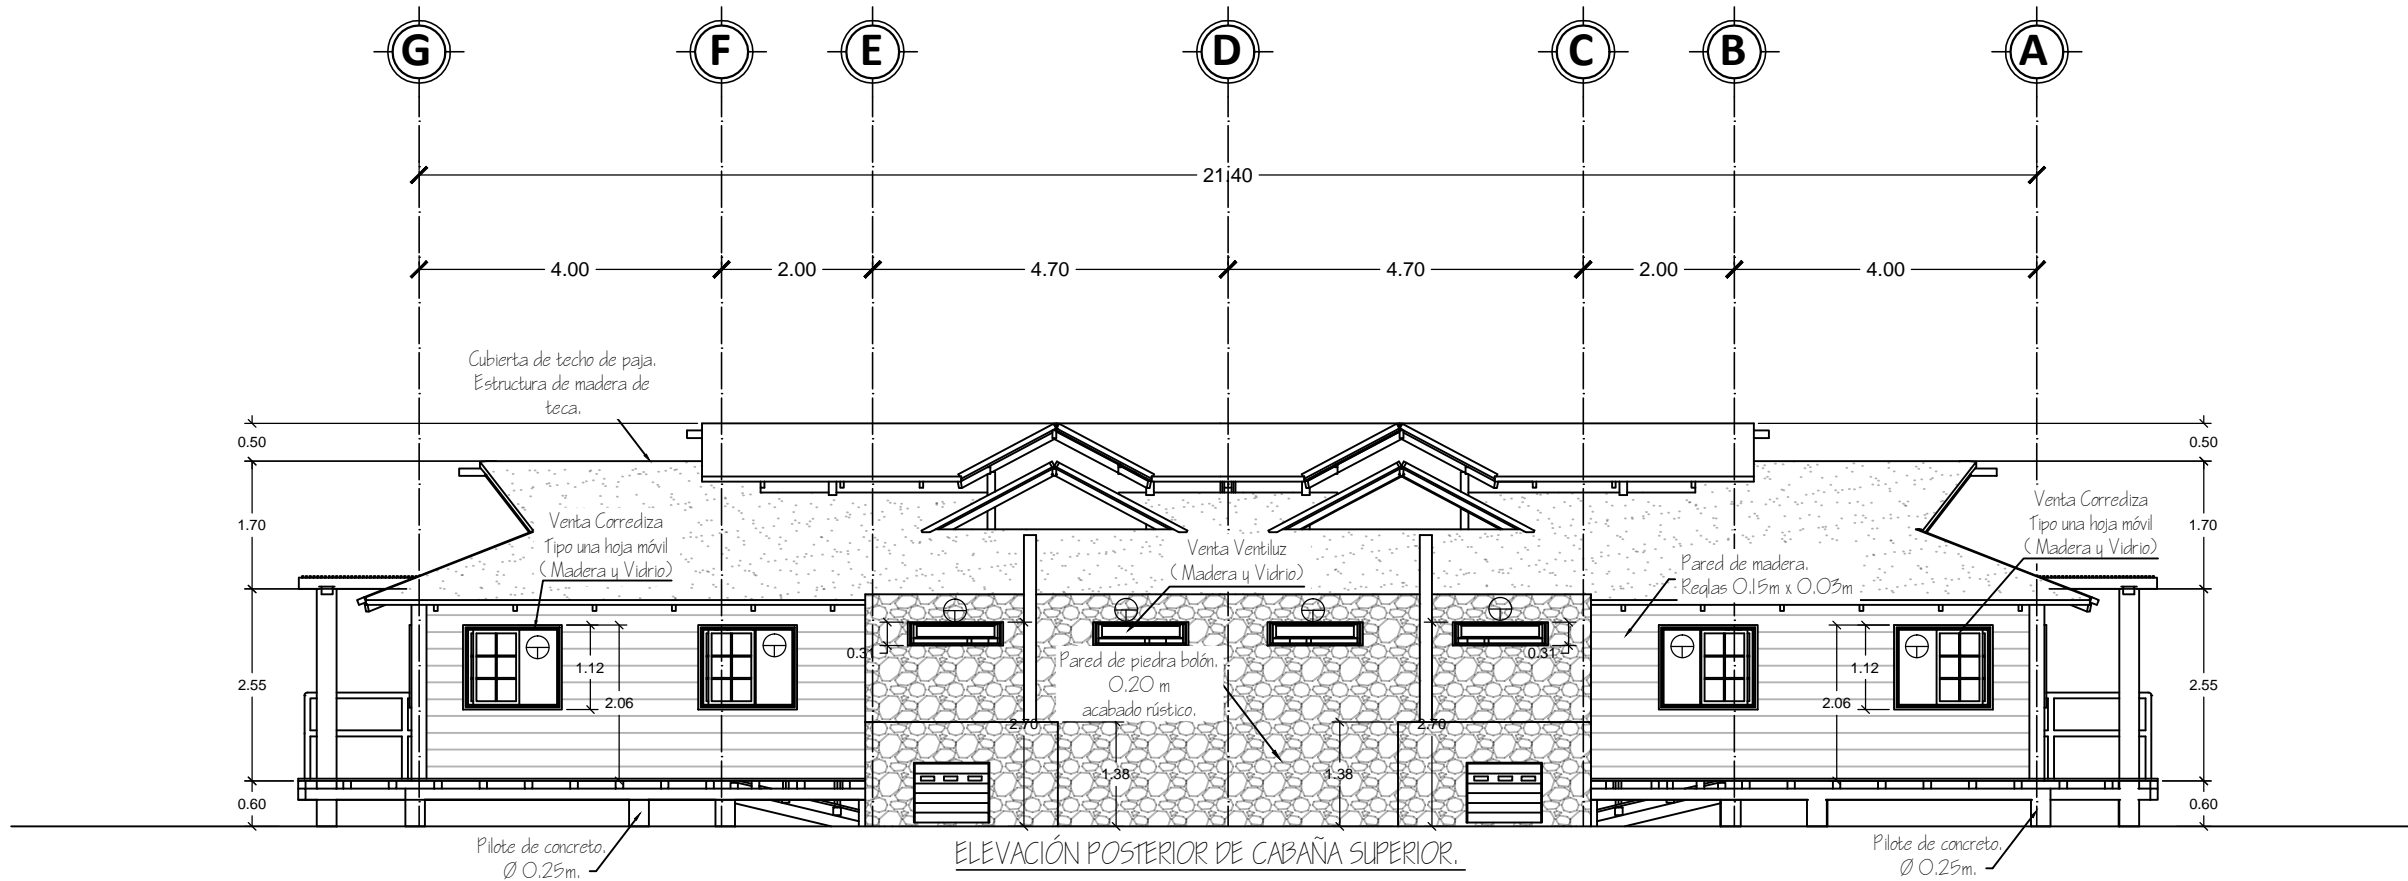 G F E D C B A
21.40
4.00 2.00 4.70 4.70 2.00 4.00
Cubierta de techo de paja.
Estructura de madera de
teca.
0.50
0.50
1.70
1.70
Venta Corrediza
Tipo una hoja móvil
( Madera y Vidrio)
Venta Ventiluz
( Madera y Vidrio)
Pared de madera.
Reglas 0.15m x 0.03m
Venta Corrediza
Tipo una hoja móvil
( Madera y Vidrio)
0.31
0.31
Pared de piedra bolón.
0.20 m
acabado rústico.
2.55
1.12
2.06
2.70
2.70
2.06
1.12
2.55
1.38
1.38
0.60
0.60
Pilote de concreto.
Ø 0.25m.
ELEVACIÓN POSTERIOR DE CABAÑA SUPERIOR.
Pilote de concreto.
Ø 0.25m.